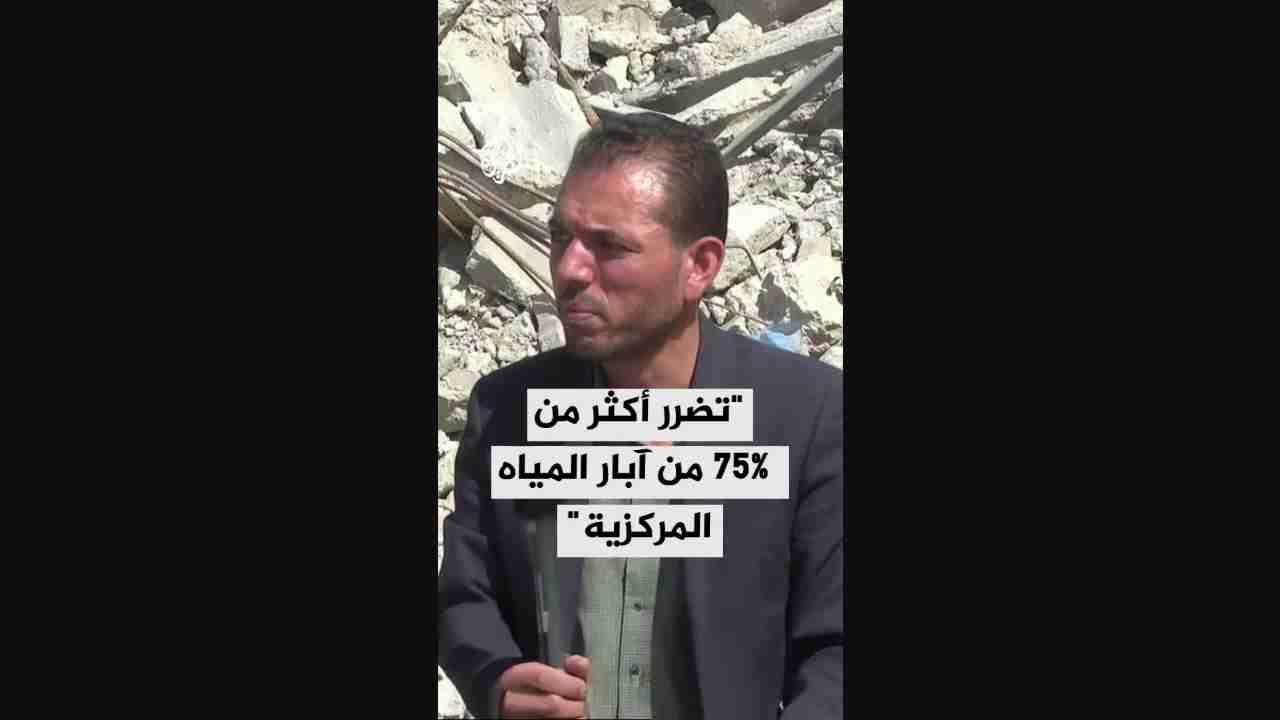 "تضرر أكثر من
75% من آبار المياه
المركزية "